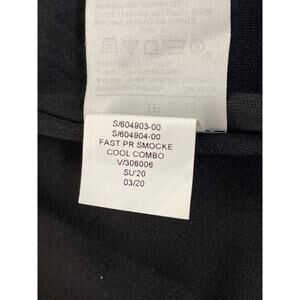 S/604903-00
S/604904-00
FAST PR SMOCKE
COOL COMBO
V/306006
SU'20
03/20